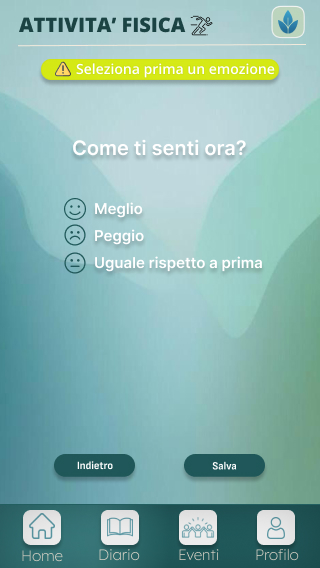 ATTIVITA’ FISICA
Seleziona prima un emozione
Come ti senti ora?
Meglio
Peggio
Uguale rispetto a prima
Indietro
Salva
Home
Diario
Eventi
Profilo